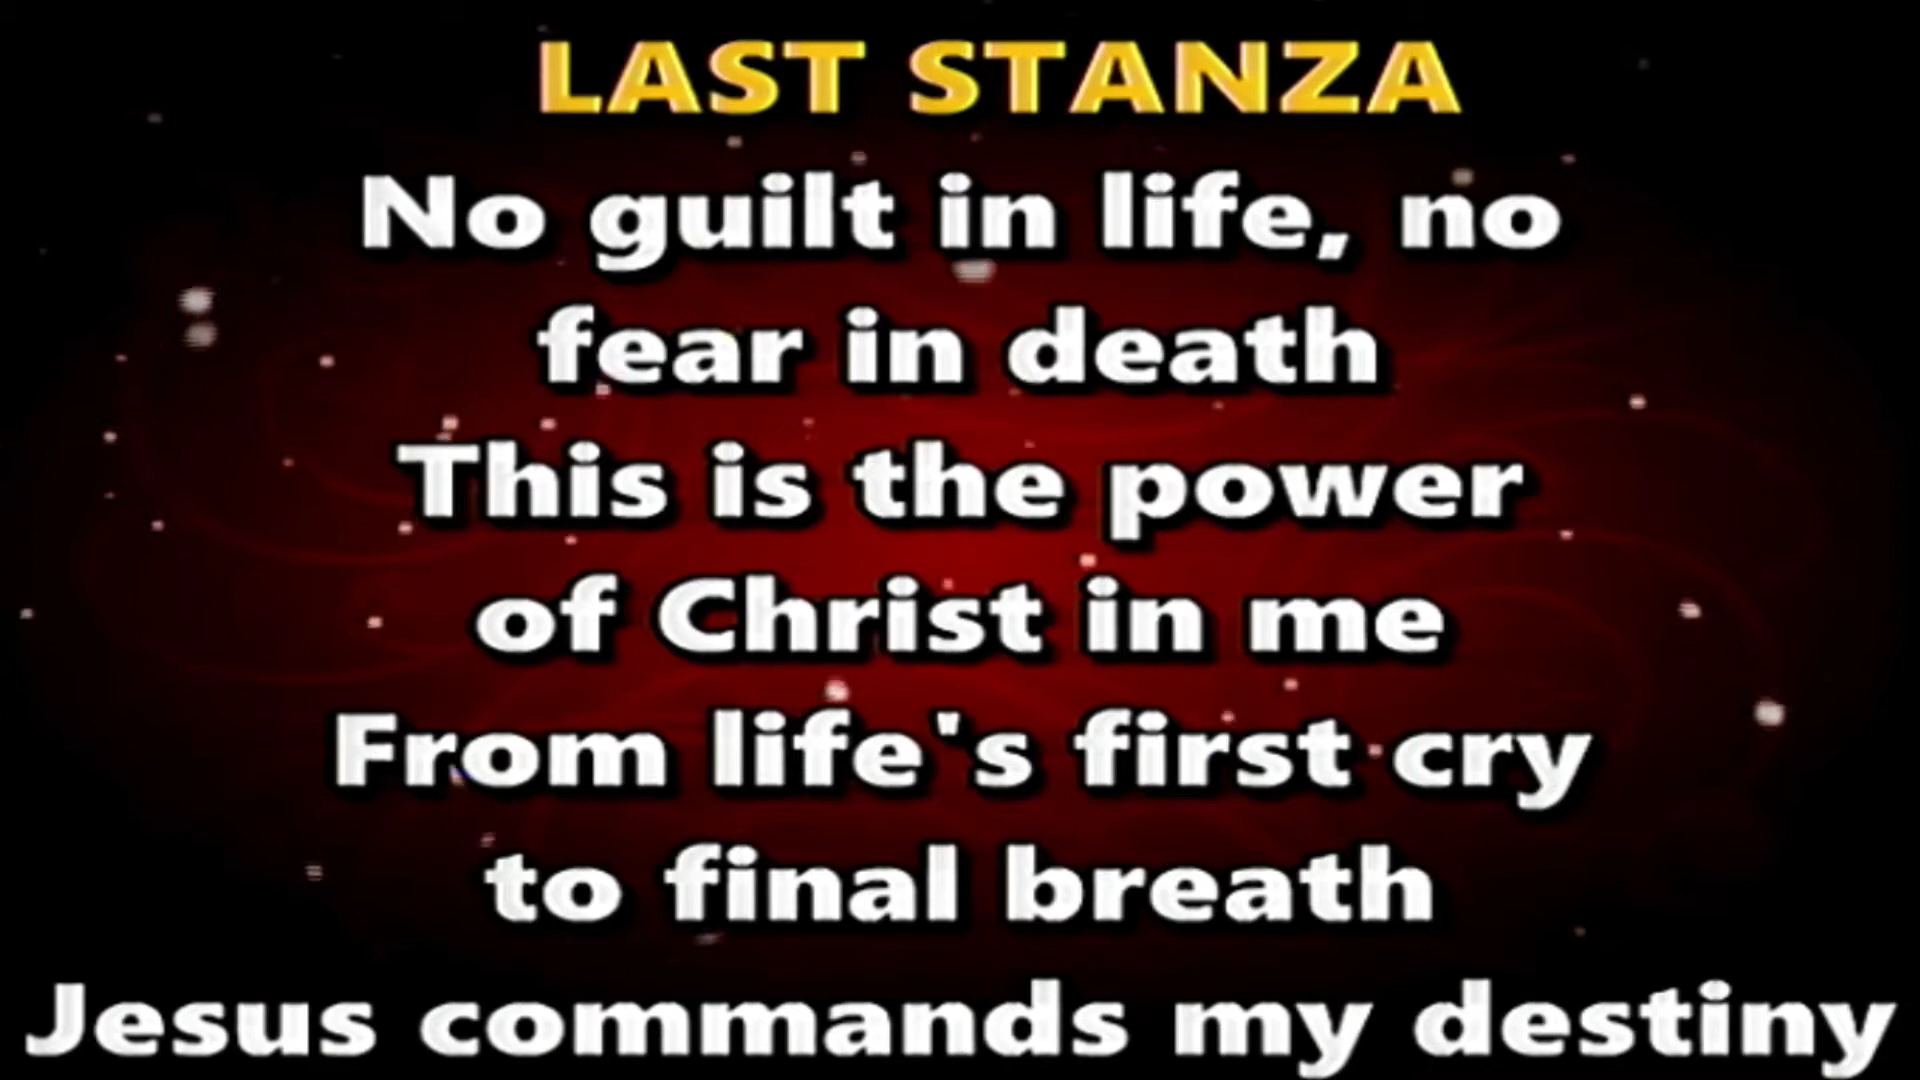 LAST STANZA
No guilt in life, no
fear in death
This is the power
of Christ in me
From life's first cry
to final breath
Jesus commands my destiny